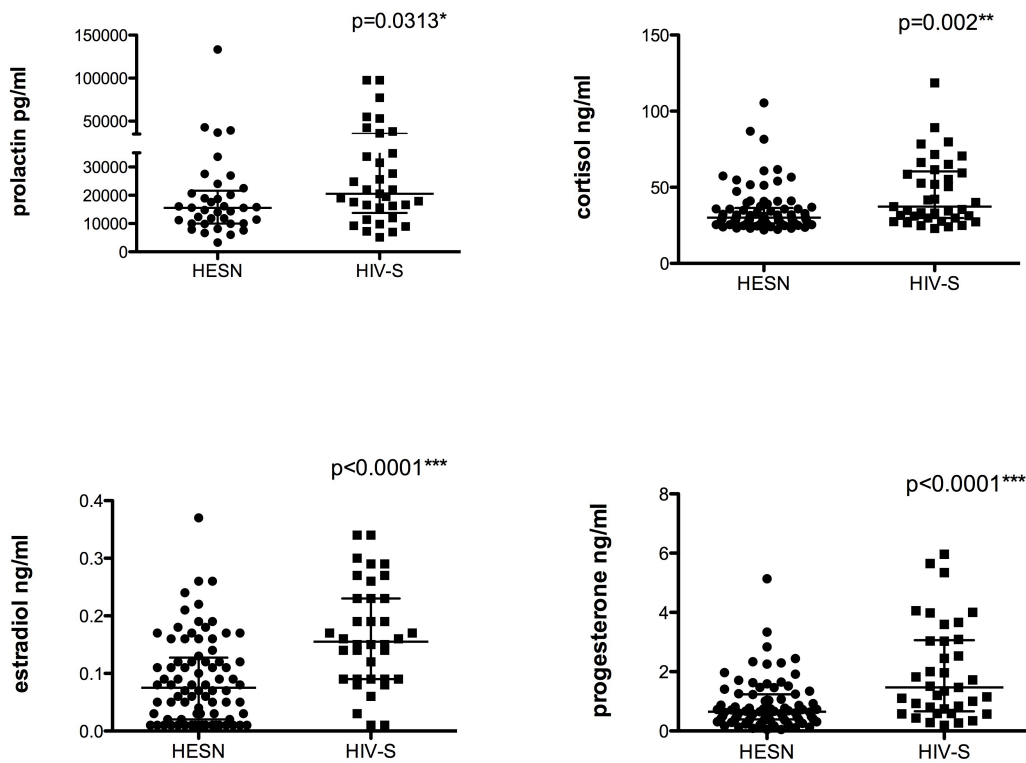 p=0.0313*
prolactin pg/ml
150000
100000
50000
30000
20000
10000
0
HESN HIV-S
p=0.002**
cortisol ng/ml
150
100
50
0
HESN HIV-S
p<0.0001***
estradiol ng/ml
0.4
0.3
0.2
0.1
0.0
HESN HIV-S
p<0.0001***
progesterone ng/ml
8
6
4
2
0
HESN HIV-S